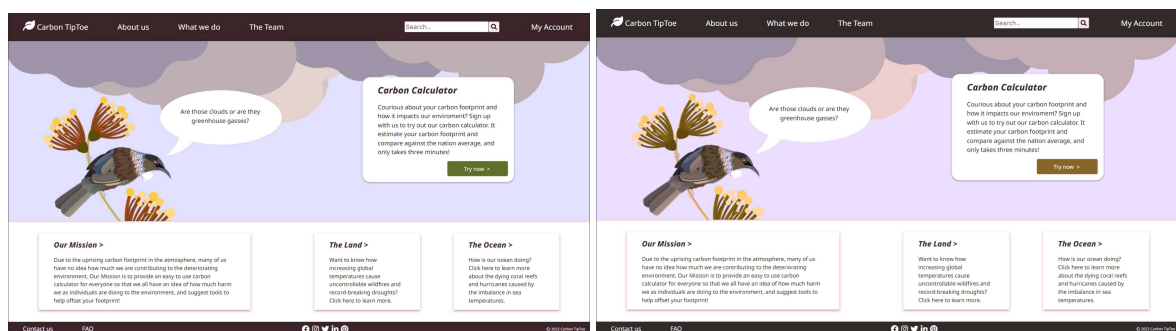 Carbon TipToe About us What we do The Team Search.. My Account
Are those clouds or are they
greenhouse gasses?
Carbon Calculator
Courious about your carbon footprint and
how it impacts our enviroment? Sign up
with us to try out our carbon calculator. It
estimate your carbon footprint and
compare against the nation average, and
only takes three minutes!
Try now >
Our Mission >
Due to the uprising carbon footprint in the atmosphere, many of us
have no idea how much we are contributing to the deteriorating
environment. Our Mission is to provide an easy to use carbon
calculator for everyone so that we all have an idea of how much harm
we as individuals are doing to the environment, and suggest tools to
help offset your footprint!
The Land >
Want to know how
increasing global
temperatures cause
uncontrollable wildfires and
record-breaking droughts?
Click here to learn more.
The Ocean >
How is our ocean doing?
Click here to learn more
about the dying coral reefs
and hurricanes caused by
the imbalance in sea
temperatures.
Contact us FAQ © 2022 Carbon TipToe
Carbon TipToe About us What we do The Team Search.. My Account
Are those clouds or are they
greenhouse gasses?
Carbon Calculator
Courious about your carbon footprint and
how it impacts our enviroment? Sign up
with us to try out our carbon calculator. It
estimate your carbon footprint and
compare against the nation average, and
only takes three minutes!
Try now >
Our Mission >
Due to the uprising carbon footprint in the atmosphere, many of us
have no idea how much we are contributing to the deteriorating
environment. Our Mission is to provide an easy to use carbon
calculator for everyone so that we all have an idea of how much harm
we as individuals are doing to the environment, and suggest tools to
help offset your footprint!
The Land >
Want to know how
increasing global
temperatures cause
uncontrollable wildfires and
record-breaking droughts?
Click here to learn more.
The Ocean >
How is our ocean doing?
Click here to learn more
about the dying coral reefs
and hurricanes caused by
the imbalance in sea
temperatures.
Contact us FAQ © 2022 Carbon TipToe